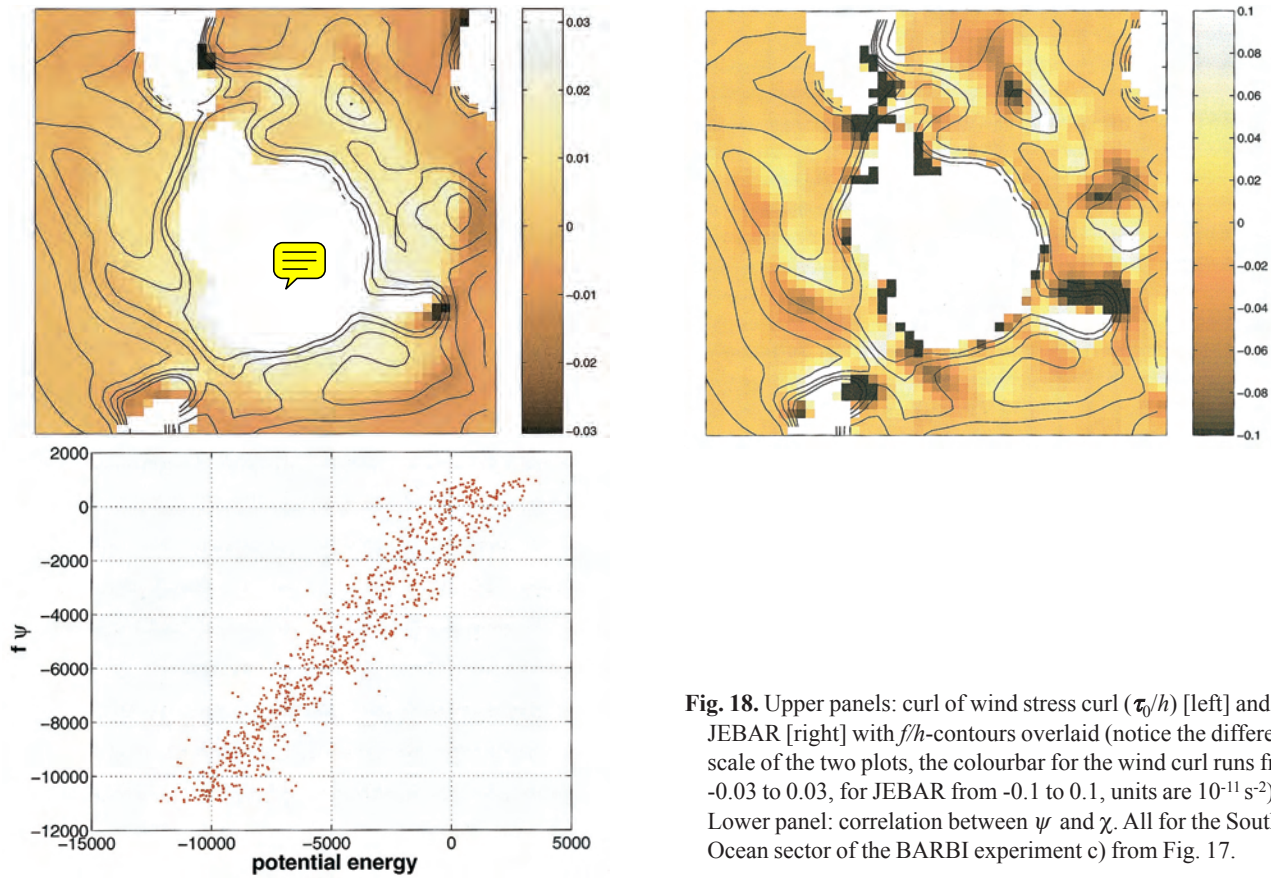 0.03
0.02
0.01
0
−0.01
−0.02
−0.03
0.1
0.08
0.06
0.04
0.02
0
−0.02
−0.04
−0.06
−0.08
−0.1
2000
0
−2000
−4000
−6000
−8000
−10000
−12000
f ψ
−15000 −10000 −5000 0 5000
potential energy
Fig. 18. Upper panels: curl of wind stress curl (τ0/h) [left] and
JEBAR [right] with f/h-contours overlaid (notice the differe
scale of the two plots, the colourbar for the wind curl runs fr
-0.03 to 0.03, for JEBAR from -0.1 to 0.1, units are 10-11 s-2)
Lower panel: correlation between ψ and χ. All for the South
Ocean sector of the BARBI experiment c) from Fig. 17.